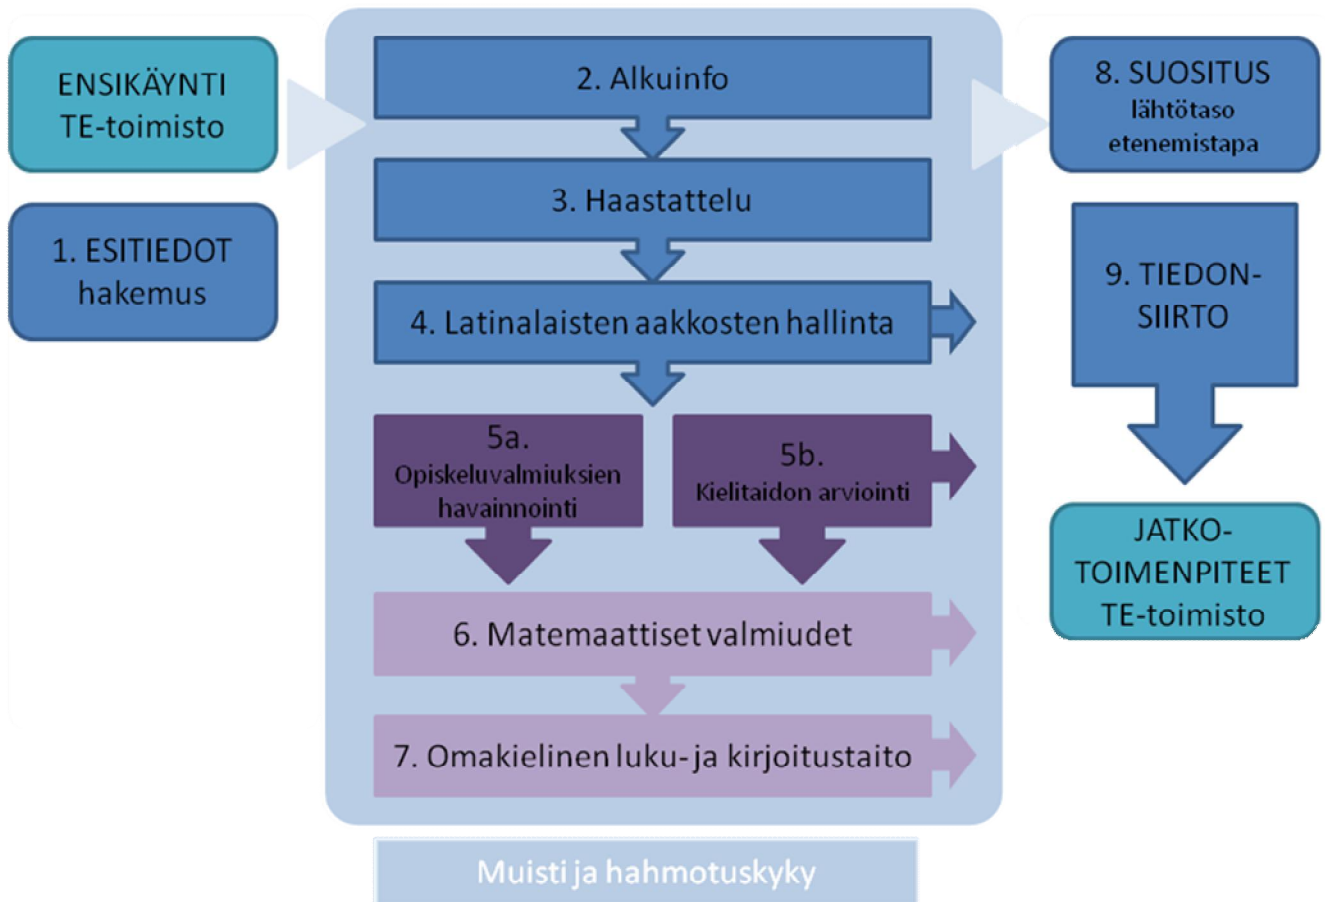 ENSIKÄYNTI
TE-toimisto
1. ESITIEDOT
hakemus
2. Alkuinfo
3. Haastattelu
4. Latinalaisten aakkosten hallinta
5a.
Opiskeluvalmiuksien
havainnointi
5b.
Kielitaidon arviointi
6. Matemaattiset valmiudet
7. Omakielinen luku- ja kirjoitustaito
Muisti ja hahmotuskyky
8. SUOSITUS
lähtötaso
etenemistapa
9. TIEDON-
SIIRTO
JATKO-
TOIMENPITEET
TE-toimisto